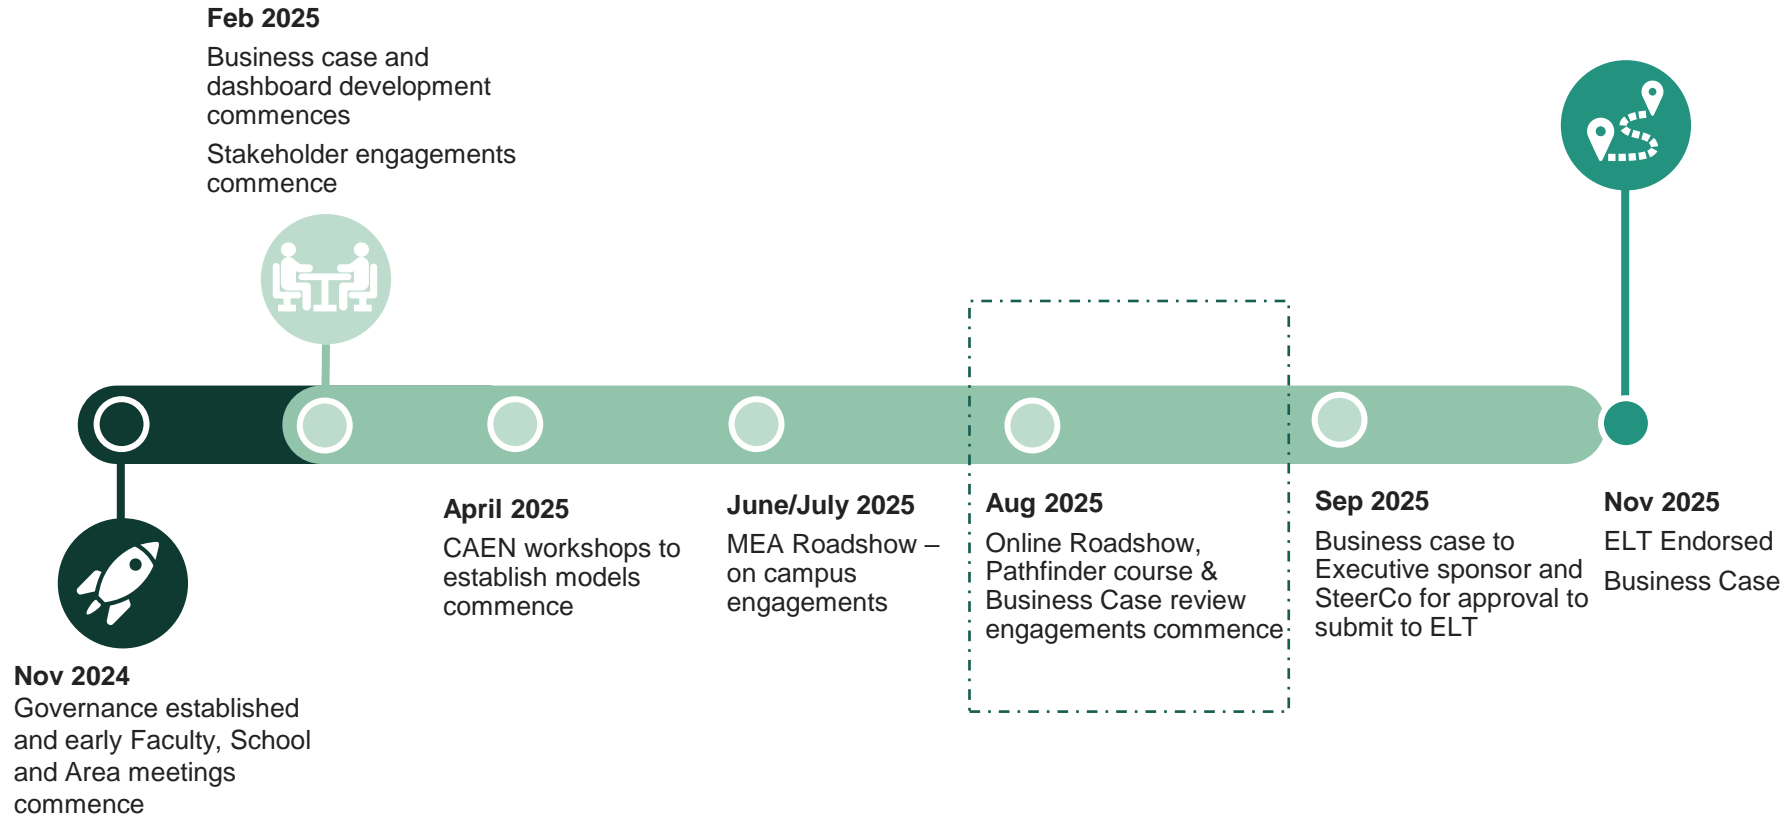 Feb 2025
Business case and
dashboard development
commences
Stakeholder engagements
commence
Nov 2024
Governance established
and early Faculty, School
and Area meetings
commence
April 2025
CAEN workshops to
establish models
commence
June/July 2025
MEA Roadshow –
on campus
engagements
Aug 2025
Online Roadshow,
Pathfinder course &
Business Case review
engagements commence
Sep 2025
Business case to
Executive sponsor and
SteerCo for approval to
submit to ELT
Nov 2025
ELT Endorsed
Business Case